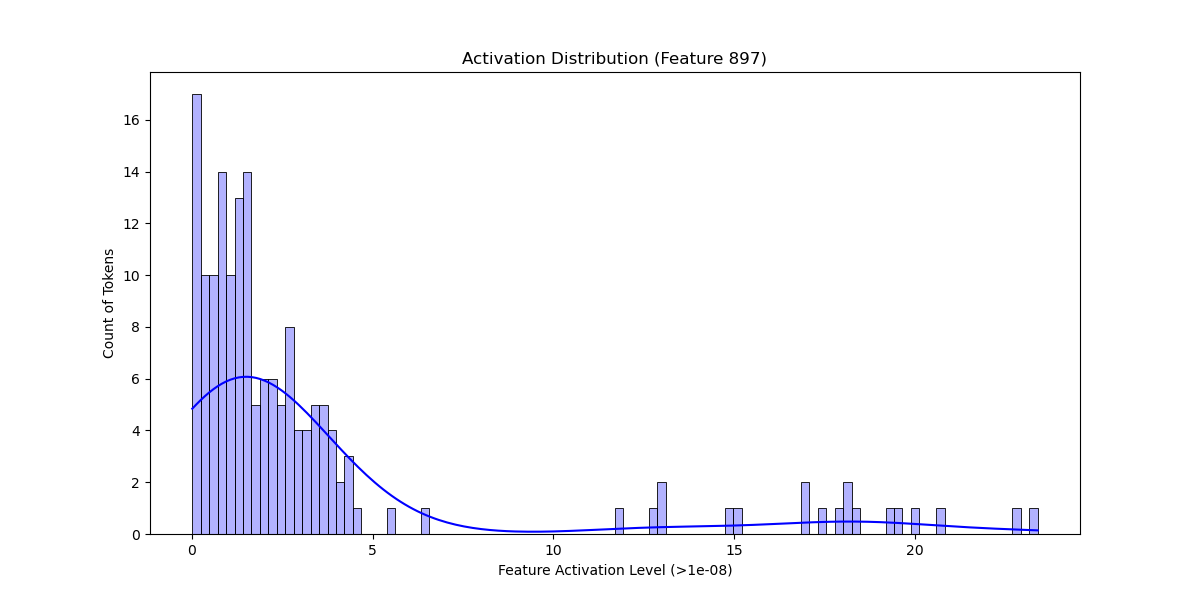 Activation Distribution (Feature 897)
16
14
12
10
8
6
4
2
0
Count of Tokens
0 5 10 15 20
Feature Activation Level (>1e-08)